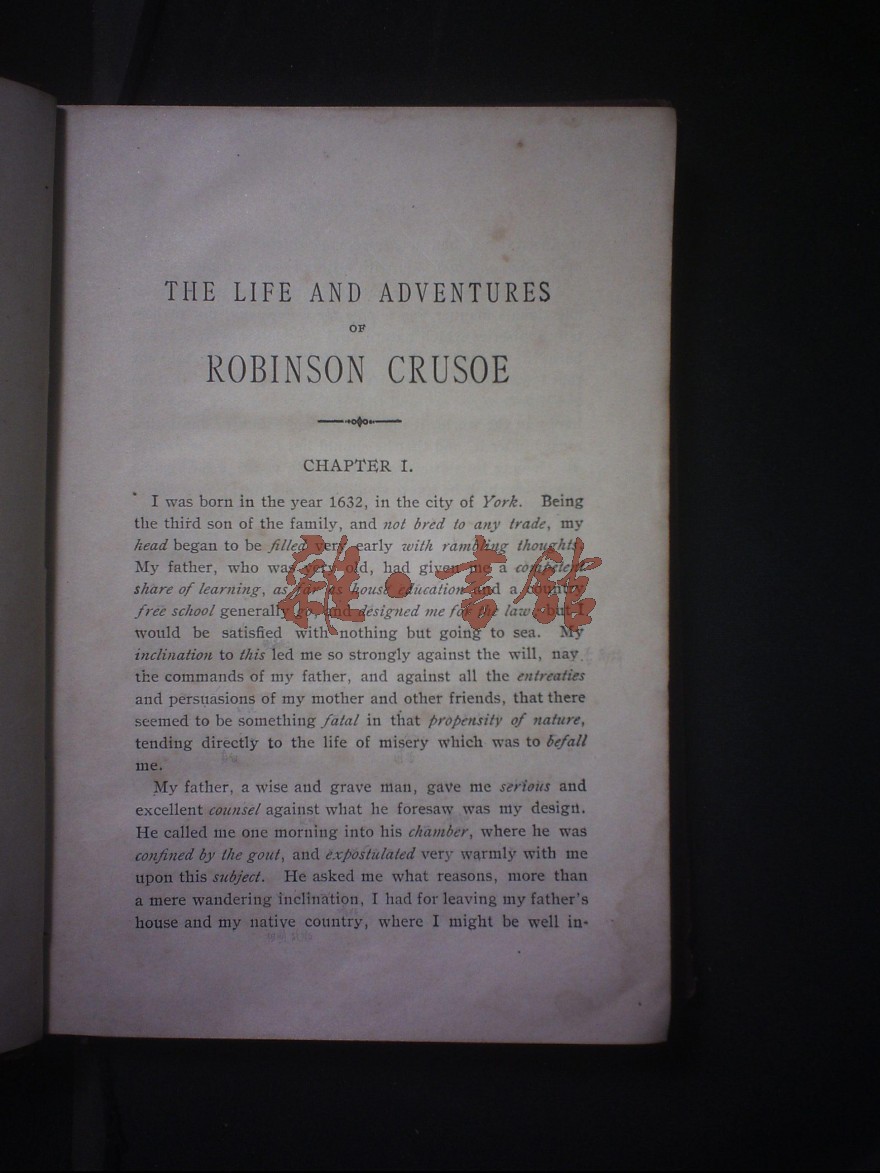 THE LIFE AND ADVENTURES
OF
ROBINSON CRUSOE
CHAPTER I.
I was born in the year 1632, in the city of York. Being
the third son of the family, and not bred to any trade, my
head began to be filled very early with rambling thoughts.
My father, who was very old, had given me a competent
share of learning, as far as house education and a country
free school generally go, and designed me for the law; but I
would be satisfied with nothing but going to sea. My
inclination to this led me so strongly against the will, nay
the commands of my father, and against all the entreaties
and persuasions of my mother and other friends, that there
seemed to be something fatal in that propensity of nature,
tending directly to the life of misery which was to befall
me.
My father, a wise and grave man, gave me serious and
excellent counsel against what he foresaw was my design.
He called me one morning into his chamber, where he was
confined by the gout, and expostulated very warmly with me
upon this subject. He asked me what reasons, more than
a mere wandering inclination, I had for leaving my father's
house and my native country, where I might be well in-
雜·書館